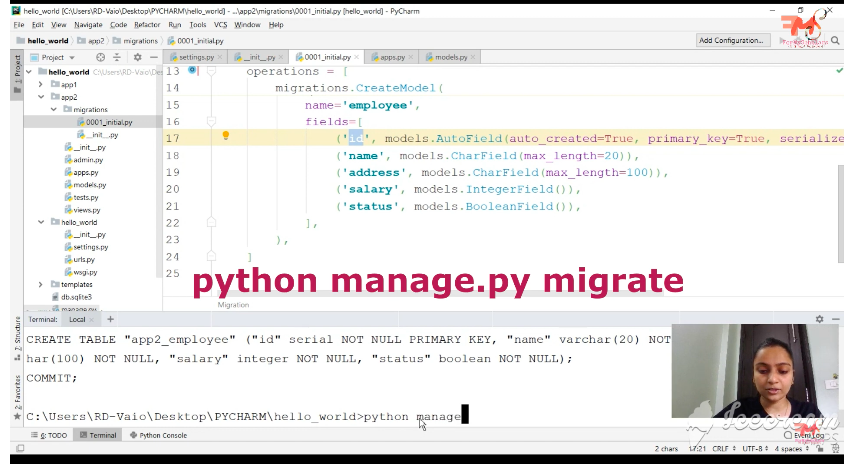 hello_world [C:\Users\RD-Vaio\Desktop\PYCHARM\hello_world] - ...\app2\migrations\0001_initial.py [hello_world] - PyCharm
File Edit View Navigate Code Refactor Run Tools VCS Window Help
hello_world app2 migrations 0001_initial.py
Add Configuration...
Project
settings.py __init__.py 0001_initial.py apps.py models.py
1: Project
hello_world C:\Users\RD-Vaio\Des
app1
app2
migrations
0001_initial.py
__init__.py
__init__.py
admin.py
apps.py
models.py
tests.py
views.py
hello_world
__init__.py
settings.py
urls.py
wsgi.py
templates
db.sqlite3
manage.py
13 operations = [
14 migrations.CreateModel(
15 name='employee',
16 fields=[
17 ('id', models.AutoField(auto_created=True, primary_key=True, serialize
18 ('name', models.CharField(max_length=20)),
19 ('address', models.CharField(max_length=100)),
20 ('salary', models.IntegerField()),
21 ('status', models.BooleanField()),
22 ],
23 ),
24 ]
25
python manage.py migrate
Migration
Terminal: Local +
Z: Structure
2: Favorites
CREATE TABLE "app2_employee" ("id" serial NOT NULL PRIMARY KEY, "name" varchar(20) NOT
har(100) NOT NULL, "salary" integer NOT NULL, "status" boolean NOT NULL);
COMMIT;
C:\Users\RD-Vaio\Desktop\PYCHARM\hello_world>python manage
Icecream
6: TODO Terminal Python Console
Event Log
2 chars 17:21 CRLF UTF-8 4 spaces